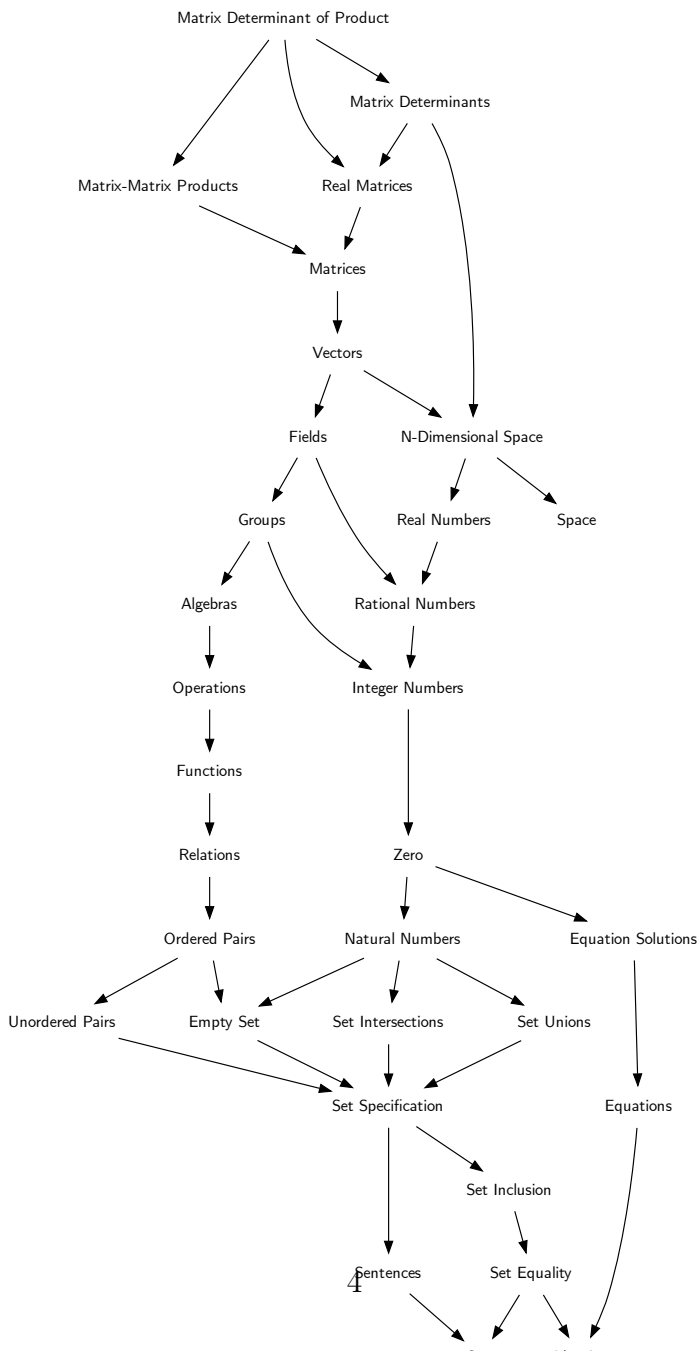 Matrix Determinant of Product
Matrix Determinants
Matrix-Matrix Products
Real Matrices
Matrices
Vectors
Fields
N-Dimensional Space
Groups
Real Numbers
Space
Algebras
Rational Numbers
Operations
Integer Numbers
Functions
Relations
Zero
Ordered Pairs
Natural Numbers
Equation Solutions
Unordered Pairs
Empty Set
Set Intersections
Set Unions
Set Specification
Equations
Set Inclusion
Sentences
Set Equality
4